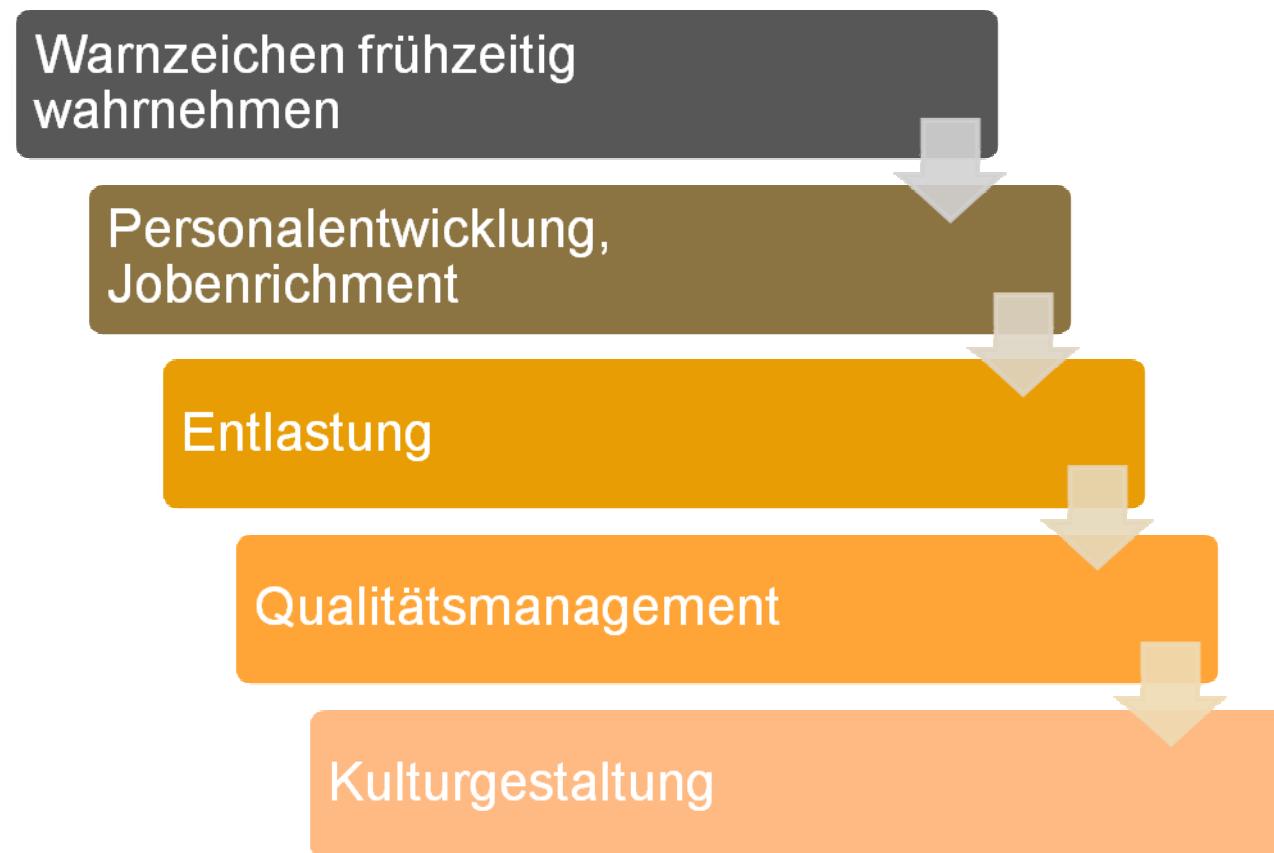 Warnzeichen frühzeitig
wahrnehmen
Personalentwicklung,
Jobenrichment
Entlastung
Qualitätsmanagement
Kulturgestaltung